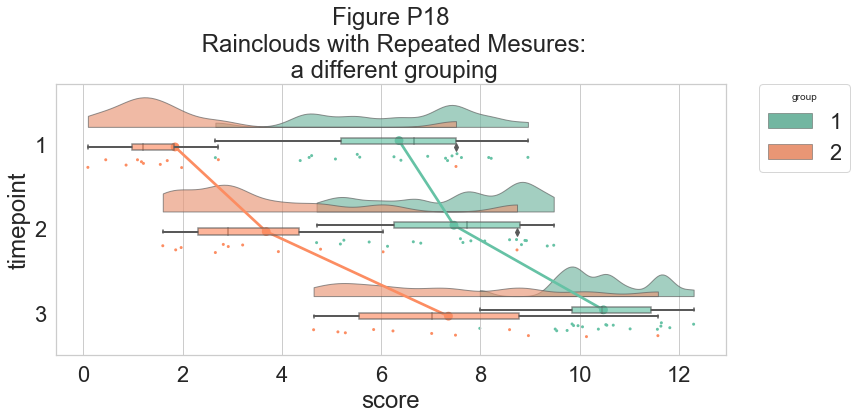 Figure P18
Rainclouds with Repeated Mesures:
a different grouping
group
1
2
timepoint
1
2
3
0 2 4 6 8 10 12
score